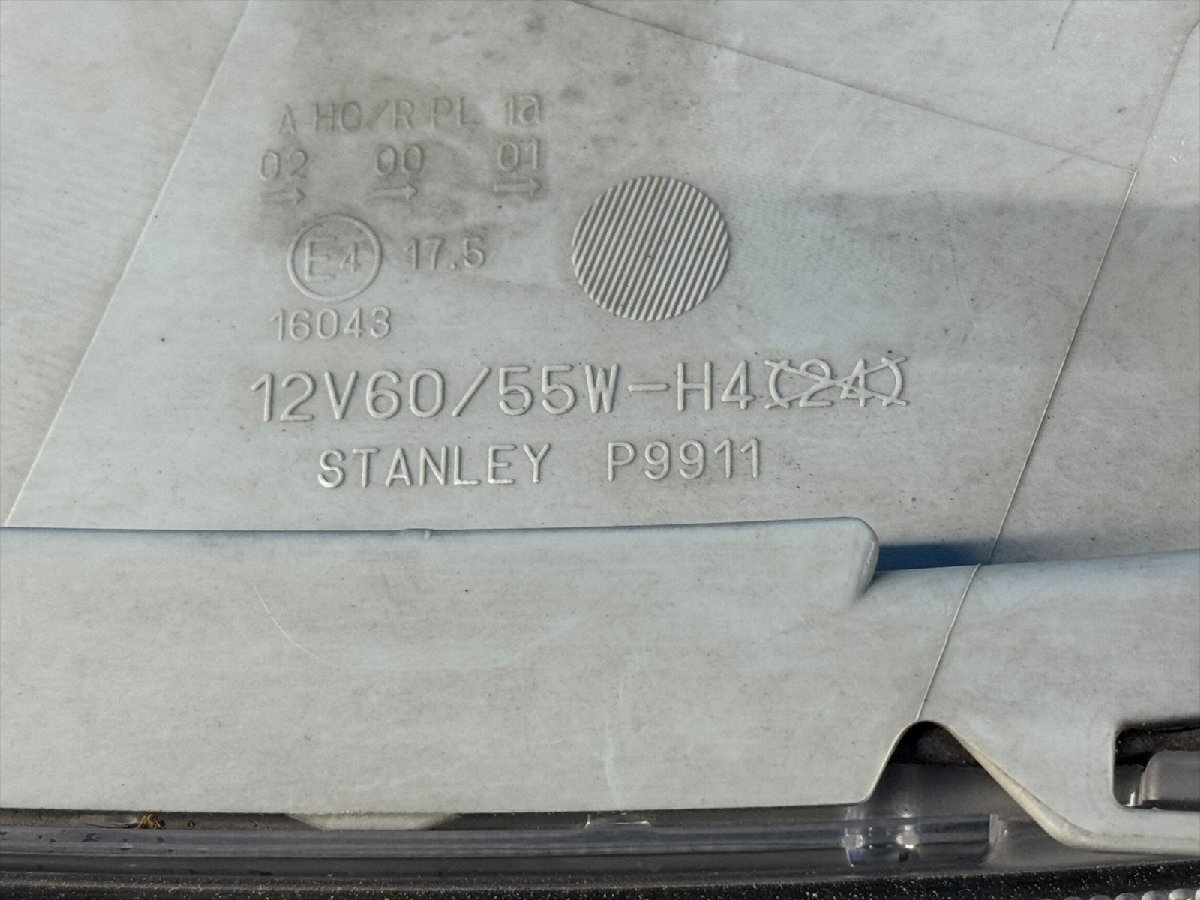 A HC/R PL 1a
02 00 01
→ → ↔
E4 17.5
16043
12V60/55W-H4(24)
STANLEY P9911